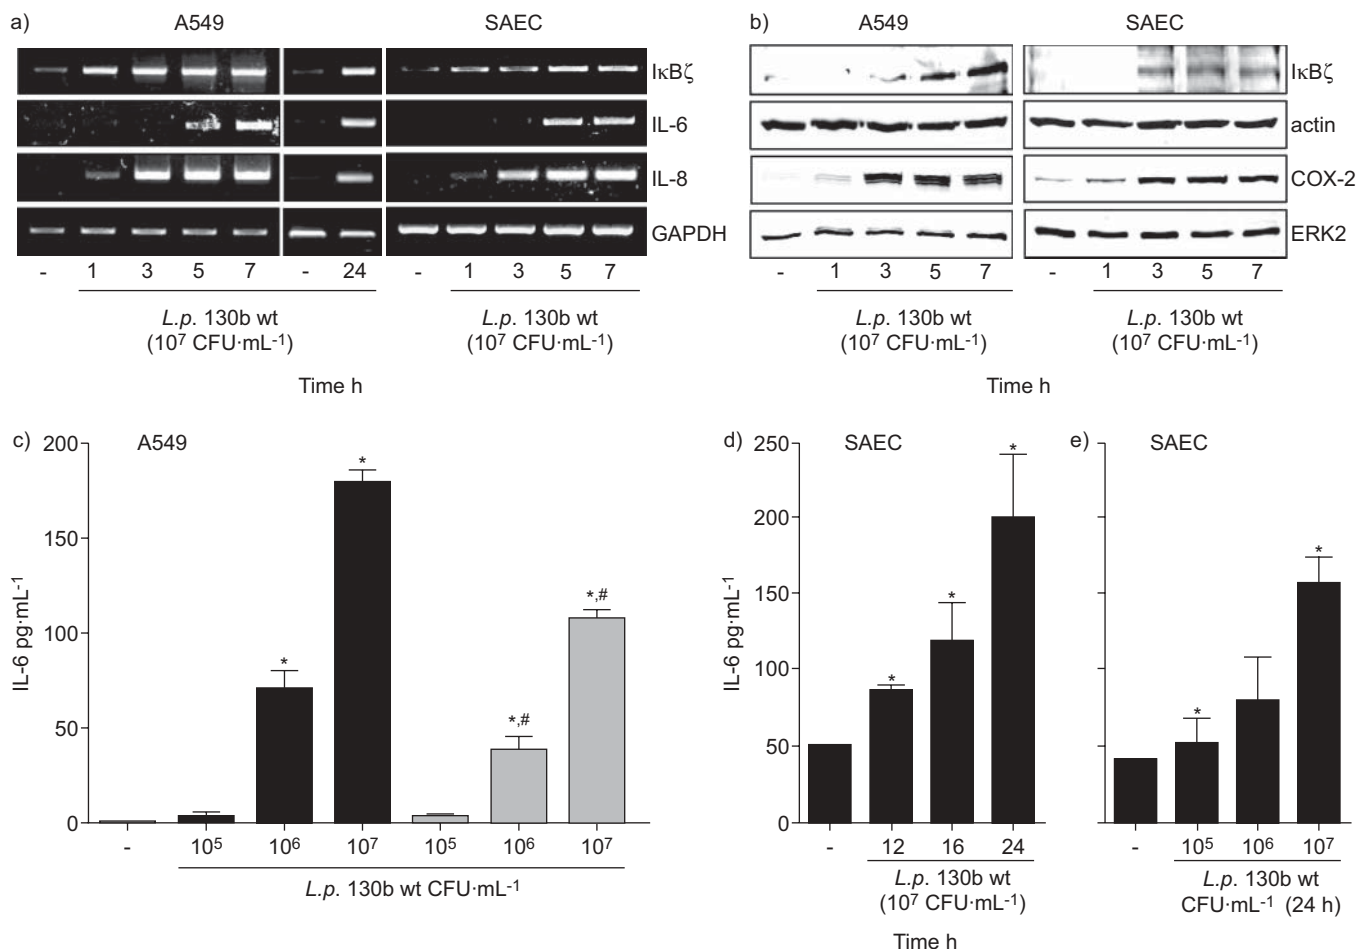 a) A549 SAEC
IκBζ
IL-6
IL-8
GAPDH
- 1 3 5 7 - 24 - 1 3 5 7
L.p. 130b wt L.p. 130b wt
(10⁷ CFU·mL⁻¹) (10⁷ CFU·mL⁻¹)
Time h
b) A549 SAEC
IκBζ
actin
COX-2
ERK2
- 1 3 5 7 - 1 3 5 7
L.p. 130b wt L.p. 130b wt
(10⁷ CFU·mL⁻¹) (10⁷ CFU·mL⁻¹)
Time h
c) A549
IL-6 pg·mL⁻¹
200
150
100
50
0
* * *,# *,#
- 10⁵ 10⁶ 10⁷ 10⁵ 10⁶ 10⁷
L.p. 130b wt CFU·mL⁻¹
d) SAEC
IL-6 pg·mL⁻¹
250
200
150
100
50
0
* * *
- 12 16 24
L.p. 130b wt
(10⁷ CFU·mL⁻¹)
Time h
e) SAEC
* *
- 10⁵ 10⁶ 10⁷
L.p. 130b wt
CFU·mL⁻¹ (24 h)